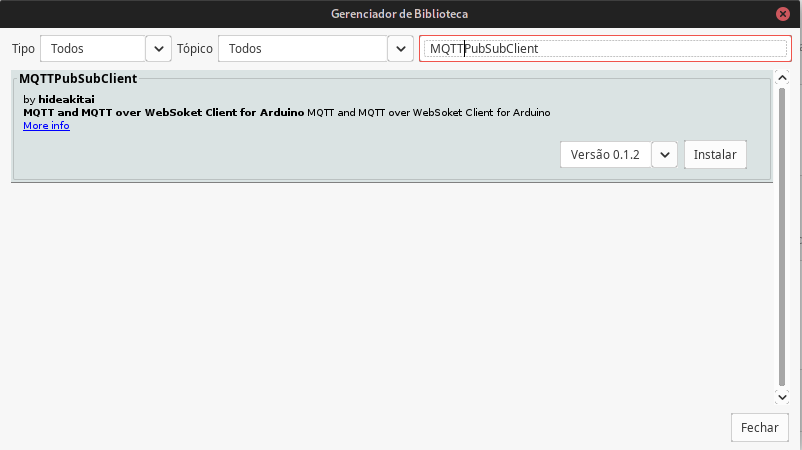 Gerenciador de Biblioteca
Tipo Todos Tópico Todos MQTTPubSubClient
MQTTPubSubClient
by hideakitai
MQTT and MQTT over WebSoket Client for Arduino MQTT and MQTT over WebSoket Client for Arduino
More info
Versão 0.1.2 Instalar
Fechar